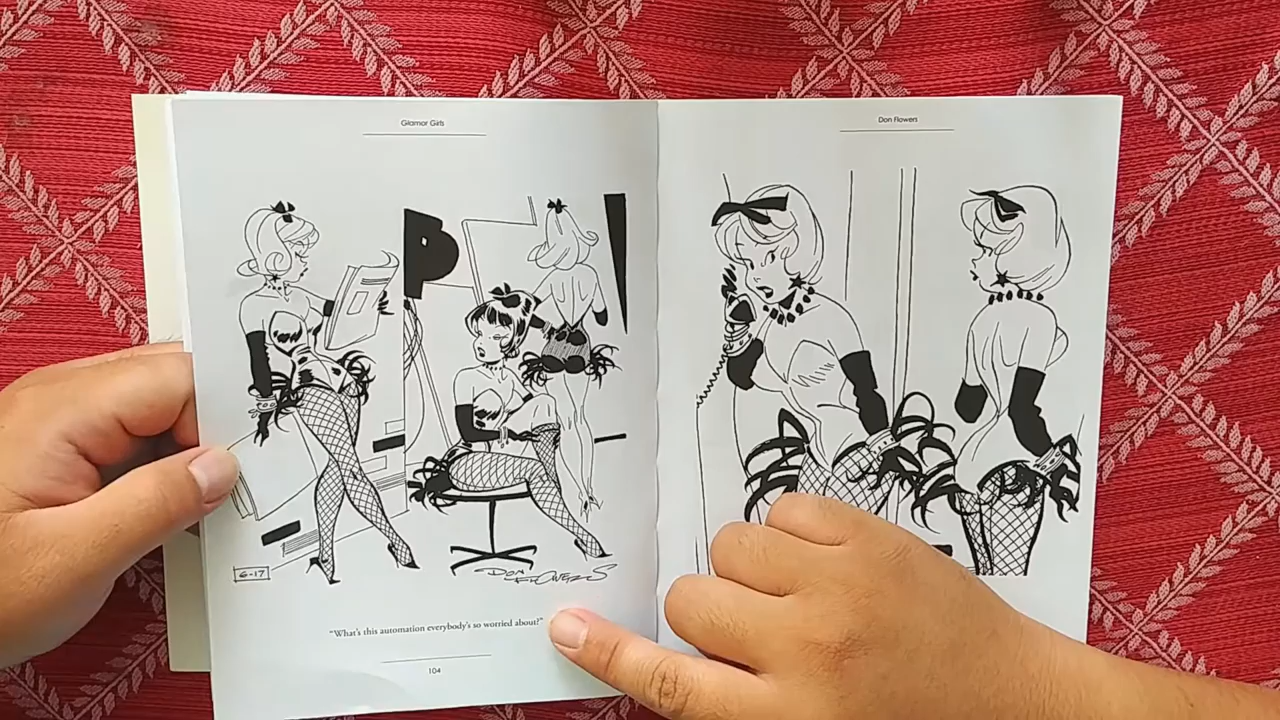 Glamor Girls
Don Flowers
6-17
DON FLOWERS
"What's this automation everybody's so worried about?"
104